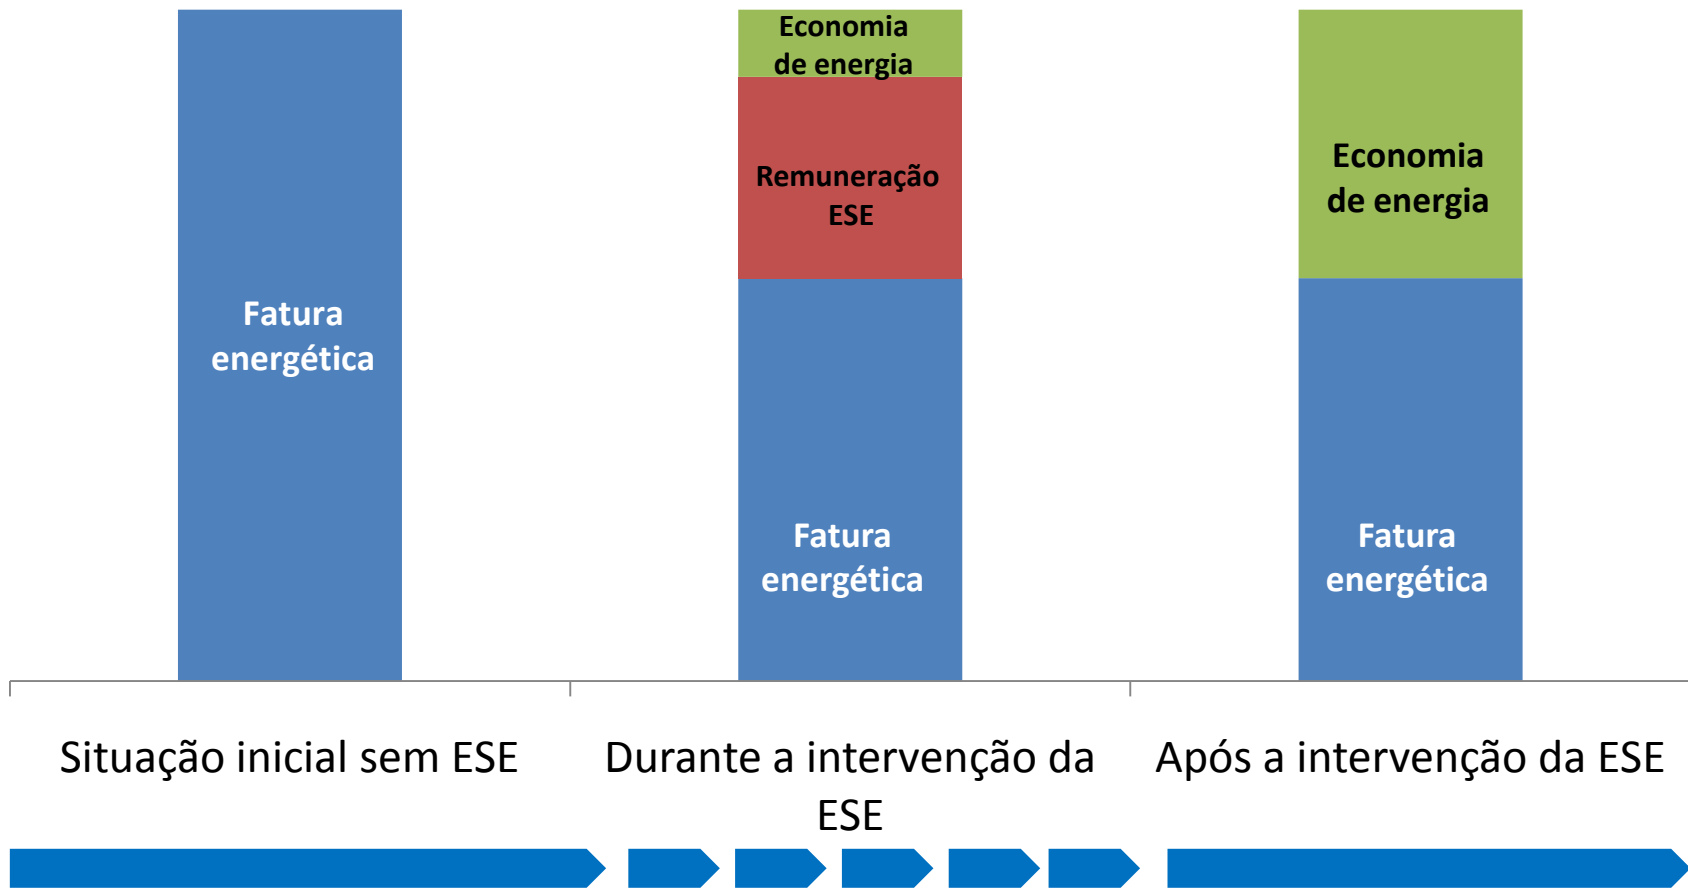 Fatura
energética
Economia
de energia
Remuneração
ESE
Fatura
energética
Economia
de energia
Fatura
energética
Situação inicial sem ESE
Durante a intervenção da
ESE
Após a intervenção da ESE